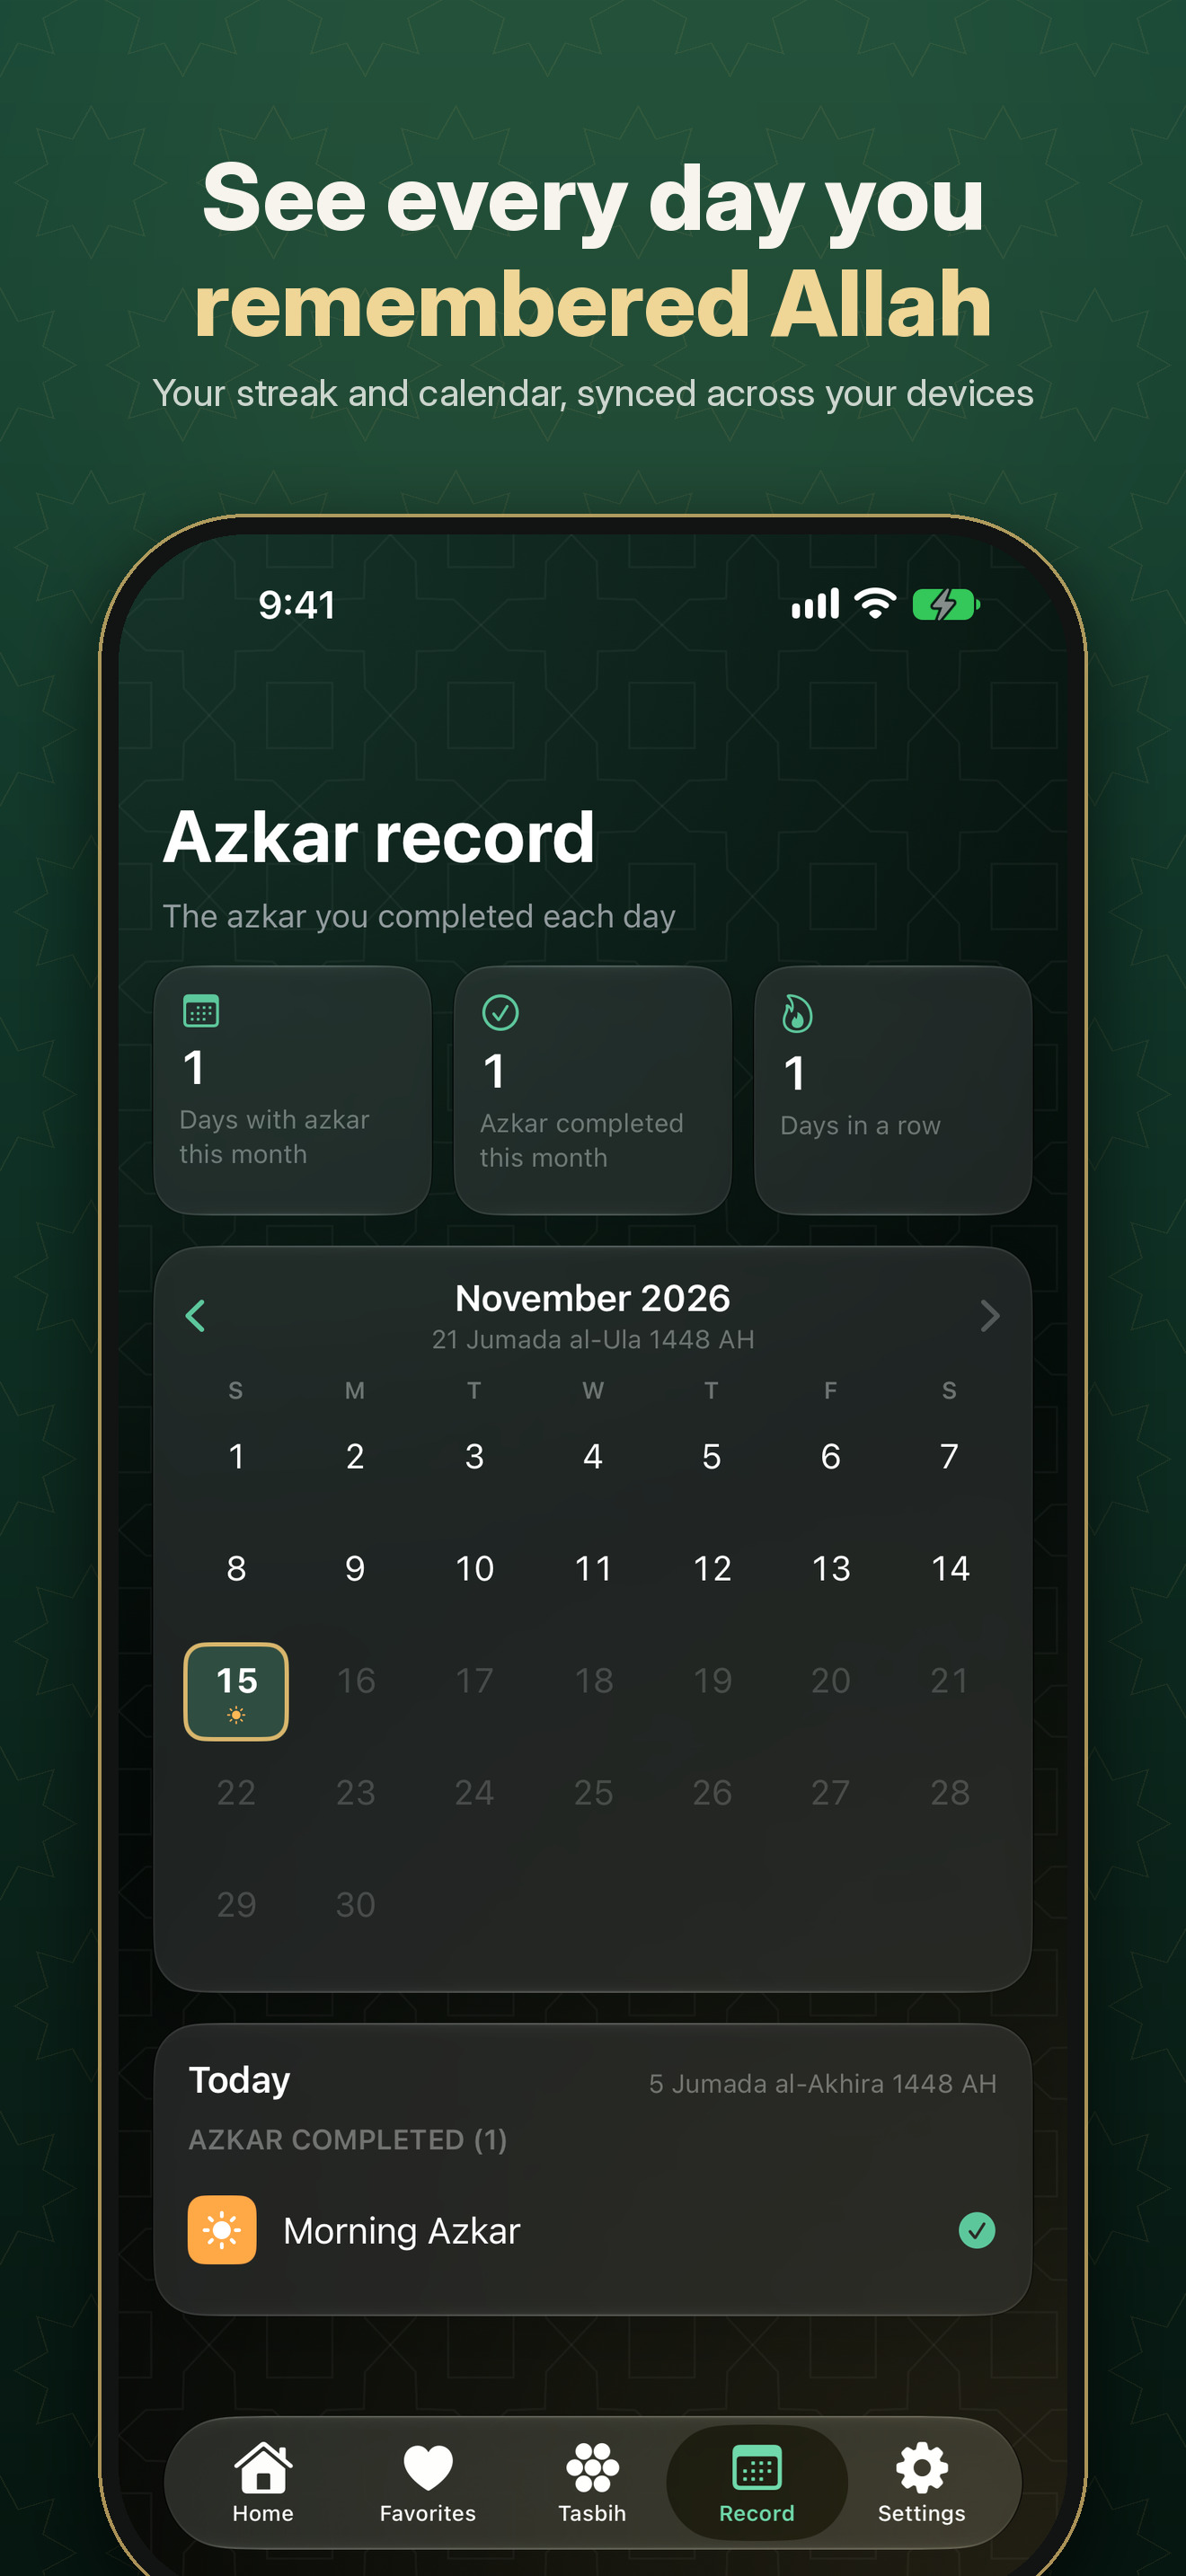 See every day you
remembered Allah
Your streak and calendar, synced across your devices
9:41
Azkar record
The azkar you completed each day
1
Days with azkar
this month
1
Azkar completed
this month
1
Days in a row
November 2026
21 Jumada al-Ula 1448 AH
S M T W T F S
1 2 3 4 5 6 7
8 9 10 11 12 13 14
15 16 17 18 19 20 21
22 23 24 25 26 27 28
29 30
Today
5 Jumada al-Akhira 1448 AH
AZKAR COMPLETED (1)
Morning Azkar
Home Favorites Tasbih Record Settings